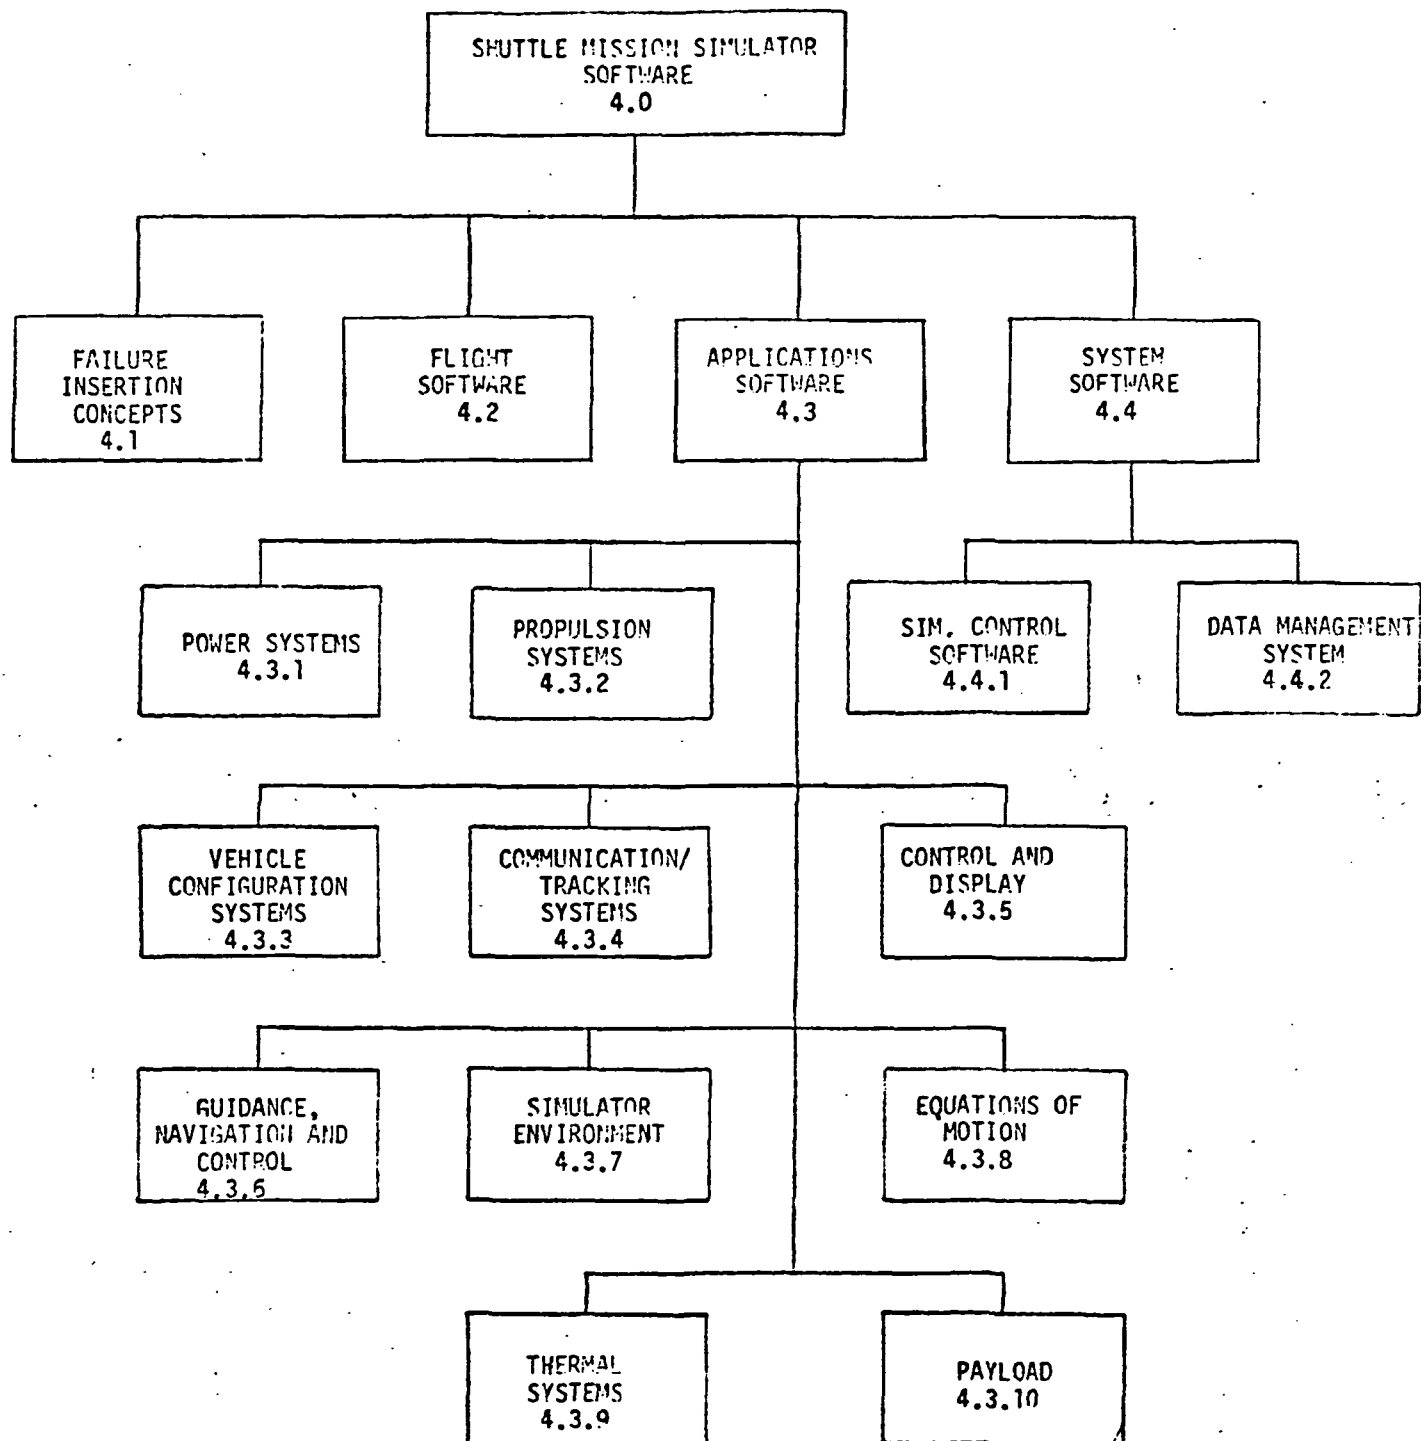 SHUTTLE MISSION SIMULATOR
SOFTWARE
4.0
FAILURE
INSERTION
CONCEPTS
4.1
FLIGHT
SOFTWARE
4.2
APPLICATIONS
SOFTWARE
4.3
SYSTEM
SOFTWARE
4.4
POWER SYSTEMS
4.3.1
PROPULSION
SYSTEMS
4.3.2
SIM. CONTROL
SOFTWARE
4.4.1
DATA MANAGEMENT
SYSTEM
4.4.2
VEHICLE
CONFIGURATION
SYSTEMS
4.3.3
COMMUNICATION/
TRACKING
SYSTEMS
4.3.4
CONTROL AND
DISPLAY
4.3.5
GUIDANCE,
NAVIGATION AND
CONTROL
4.3.6
SIMULATOR
ENVIRONMENT
4.3.7
EQUATIONS OF
MOTION
4.3.8
THERMAL
SYSTEMS
4.3.9
PAYLOAD
4.3.10